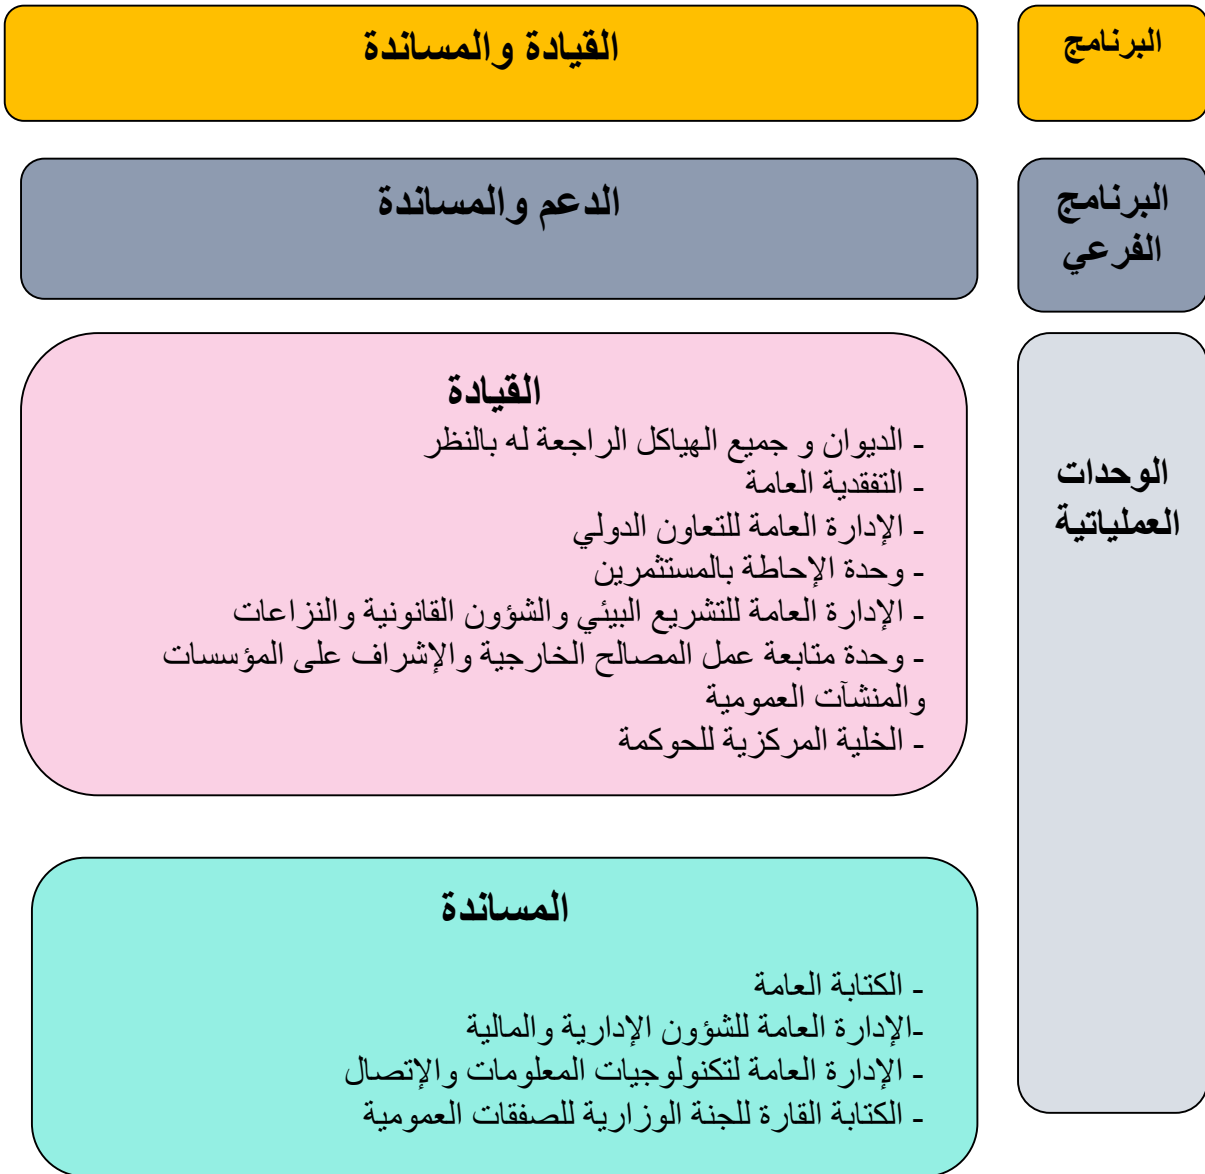 البرنامج
القيادة والمساندة
البرنامج
الفرعي
الدعم والمساندة
الوحدات
العملياتية
القيادة
- الديوان و جميع الهياكل الراجعة له بالنظر
- التفقدية العامة
- الإدارة العامة للتعاون الدولي
- وحدة الإحاطة بالمستثمرين
- الإدارة العامة للتشريع البيئي والشؤون القانونية والنزاعات
- وحدة متابعة عمل المصالح الخارجية والإشراف على المؤسسات
والمنشآت العمومية
- الخلية المركزية للحوكمة
المساندة
- الكتابة العامة
-الإدارة العامة للشؤون الإدارية والمالية
- الإدارة العامة لتكنولوجيات المعلومات والإتصال
- الكتابة القارة للجنة الوزارية للصفقات العمومية